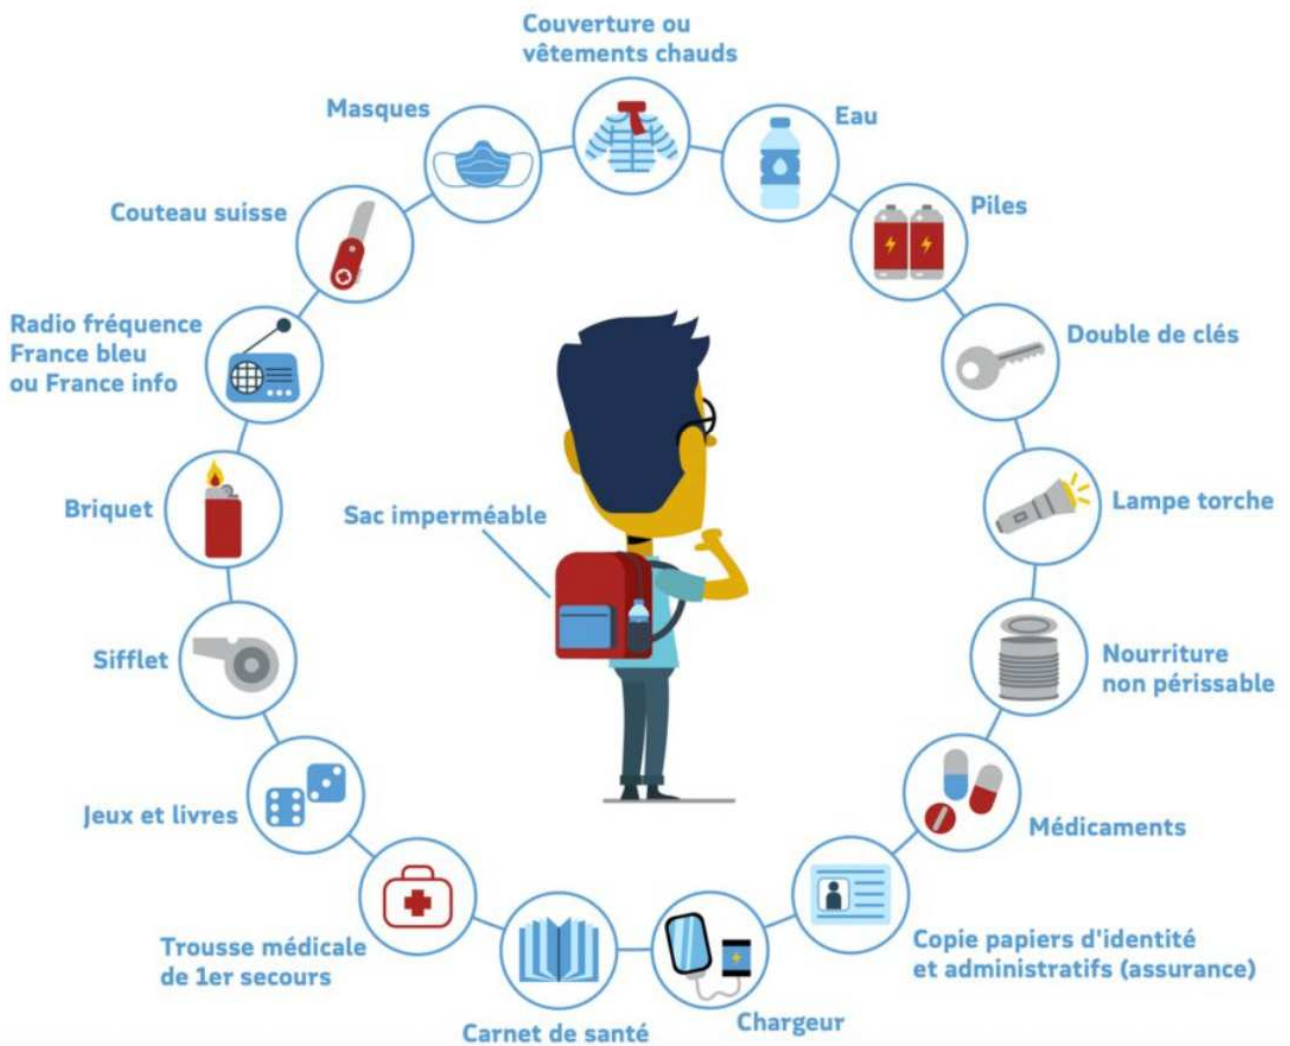 Couverture ou
vêtements chauds
Eau
Piles
Double de clés
Lampe torche
Nourriture
non périssable
Médicaments
Copie papiers d'identité
et administratifs (assurance)
Chargeur
Carnet de santé
Trousse médicale
de 1er secours
Jeux et livres
Sifflet
Briquet
Radio fréquence
France bleu
ou France info
Couteau suisse
Masques
Sac imperméable